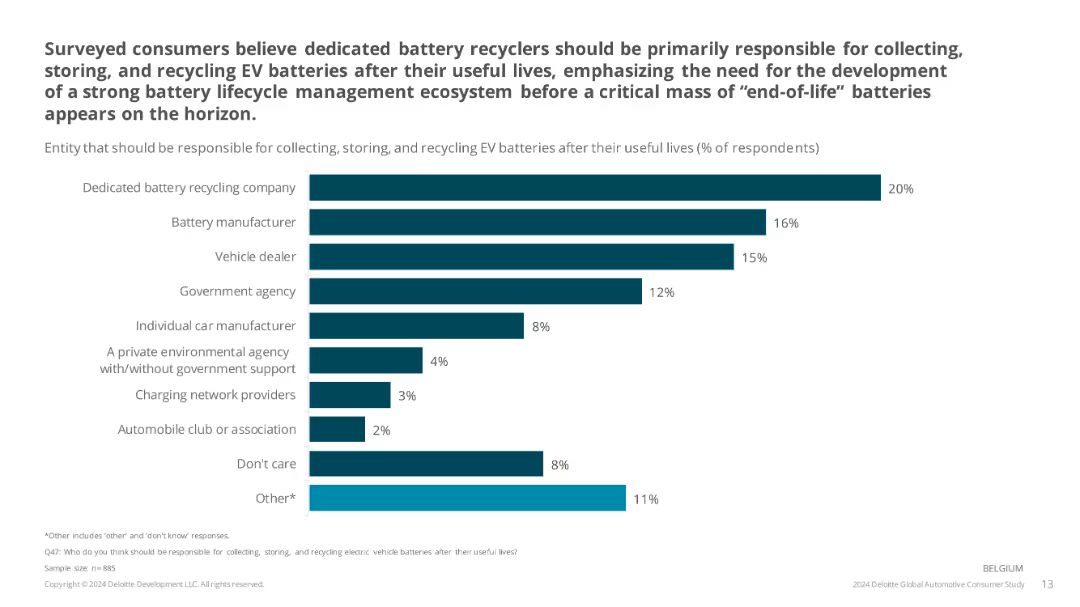 Surveyed consumers believe dedicated battery recyclers should be primarily responsible for collecting,
storing, and recycling EV batteries after their useful lives, emphasizing the need for the development
of a strong battery lifecycle management ecosystem before a critical mass of “end-of-life” batteries
appears on the horizon.
Entity that should be responsible for collecting, storing, and recycling EV batteries after their useful lives (% of respondents)
Dedicated battery recycling company 20%
Battery manufacturer 16%
Vehicle dealer 15%
Government agency 12%
Individual car manufacturer 8%
A private environmental agency
with/without government support 4%
Charging network providers 3%
Automobile club or association 2%
Don't care 8%
Other* 11%
*Other includes 'other' and 'don't know' responses.
Q47: Who do you think should be responsible for collecting, storing, and recycling electric vehicle batteries after their useful lives?
Sample size: n= 885
BELGIUM
Copyright © 2024 Deloitte Development LLC. All rights reserved.
2024 Deloitte Global Automotive Consumer Study 13